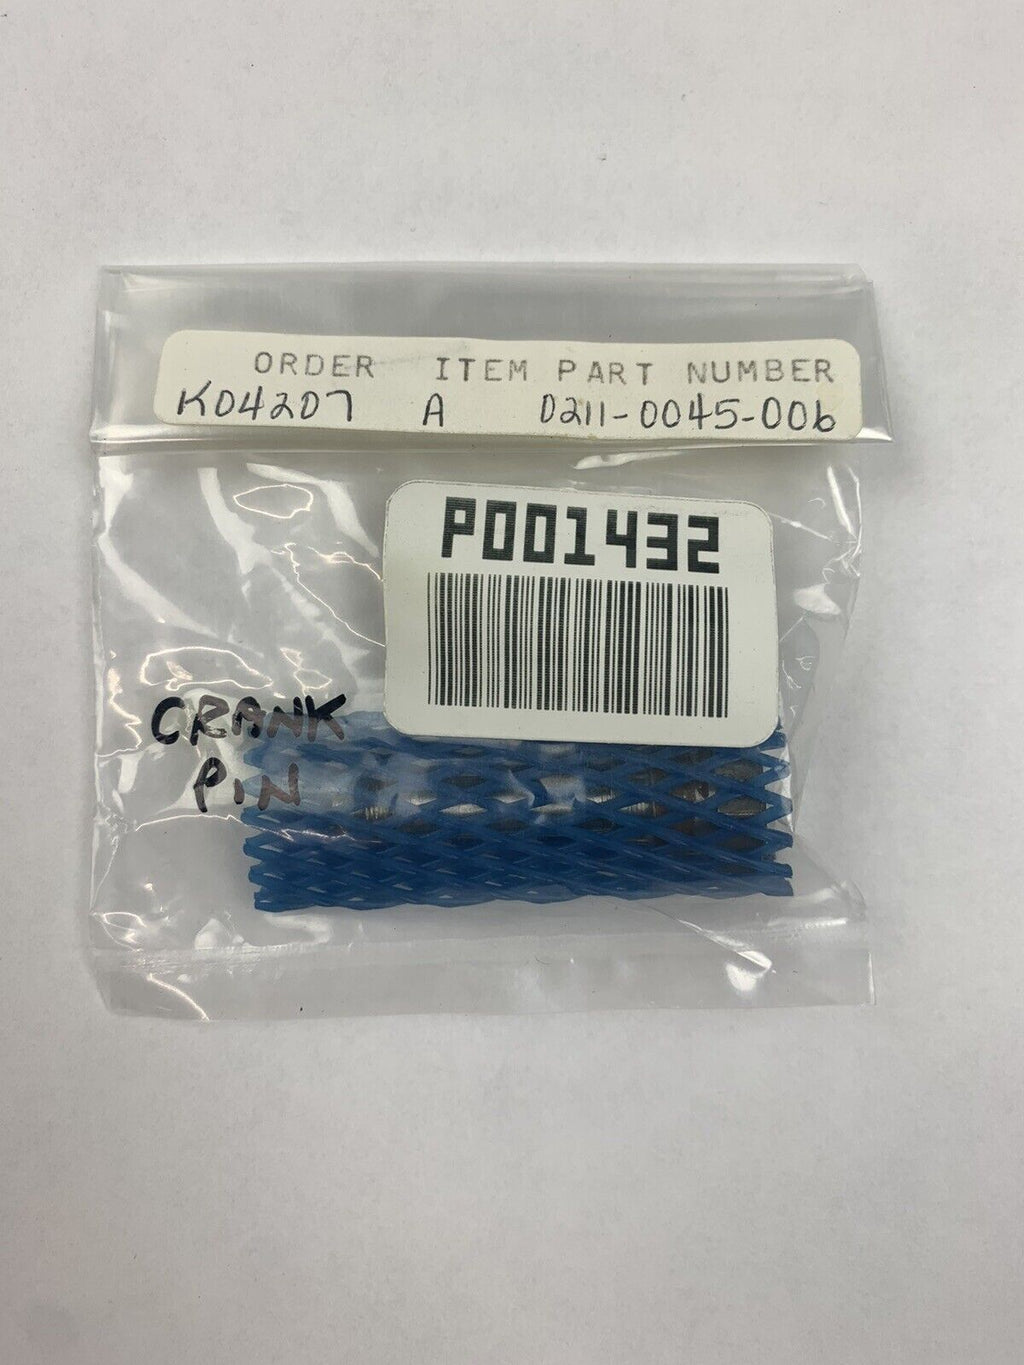 ORDER ITEM PART NUMBER
K04207 A 0211-0045-006
P001432
CRANK
PIN